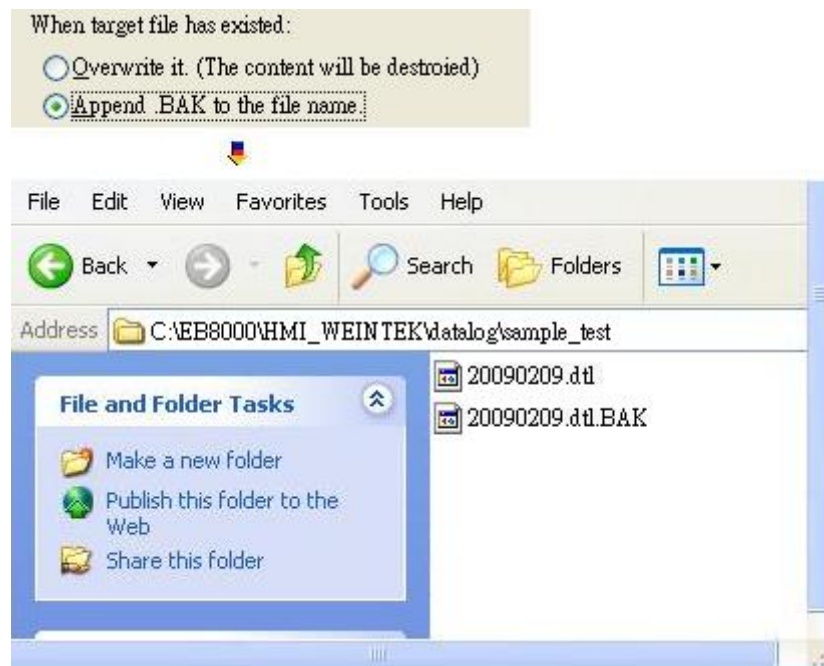 When target file has existed:
Overwrite it. (The content will be destroied)
Append .BAK to the file name.
File Edit View Favorites Tools Help
Back Search Folders
Address C:\EB8000\HMI_WEINTEK\datalog\sample_test
20090209.dtl
20090209.dtl.BAK
File and Folder Tasks
Make a new folder
Publish this folder to the
Web
Share this folder